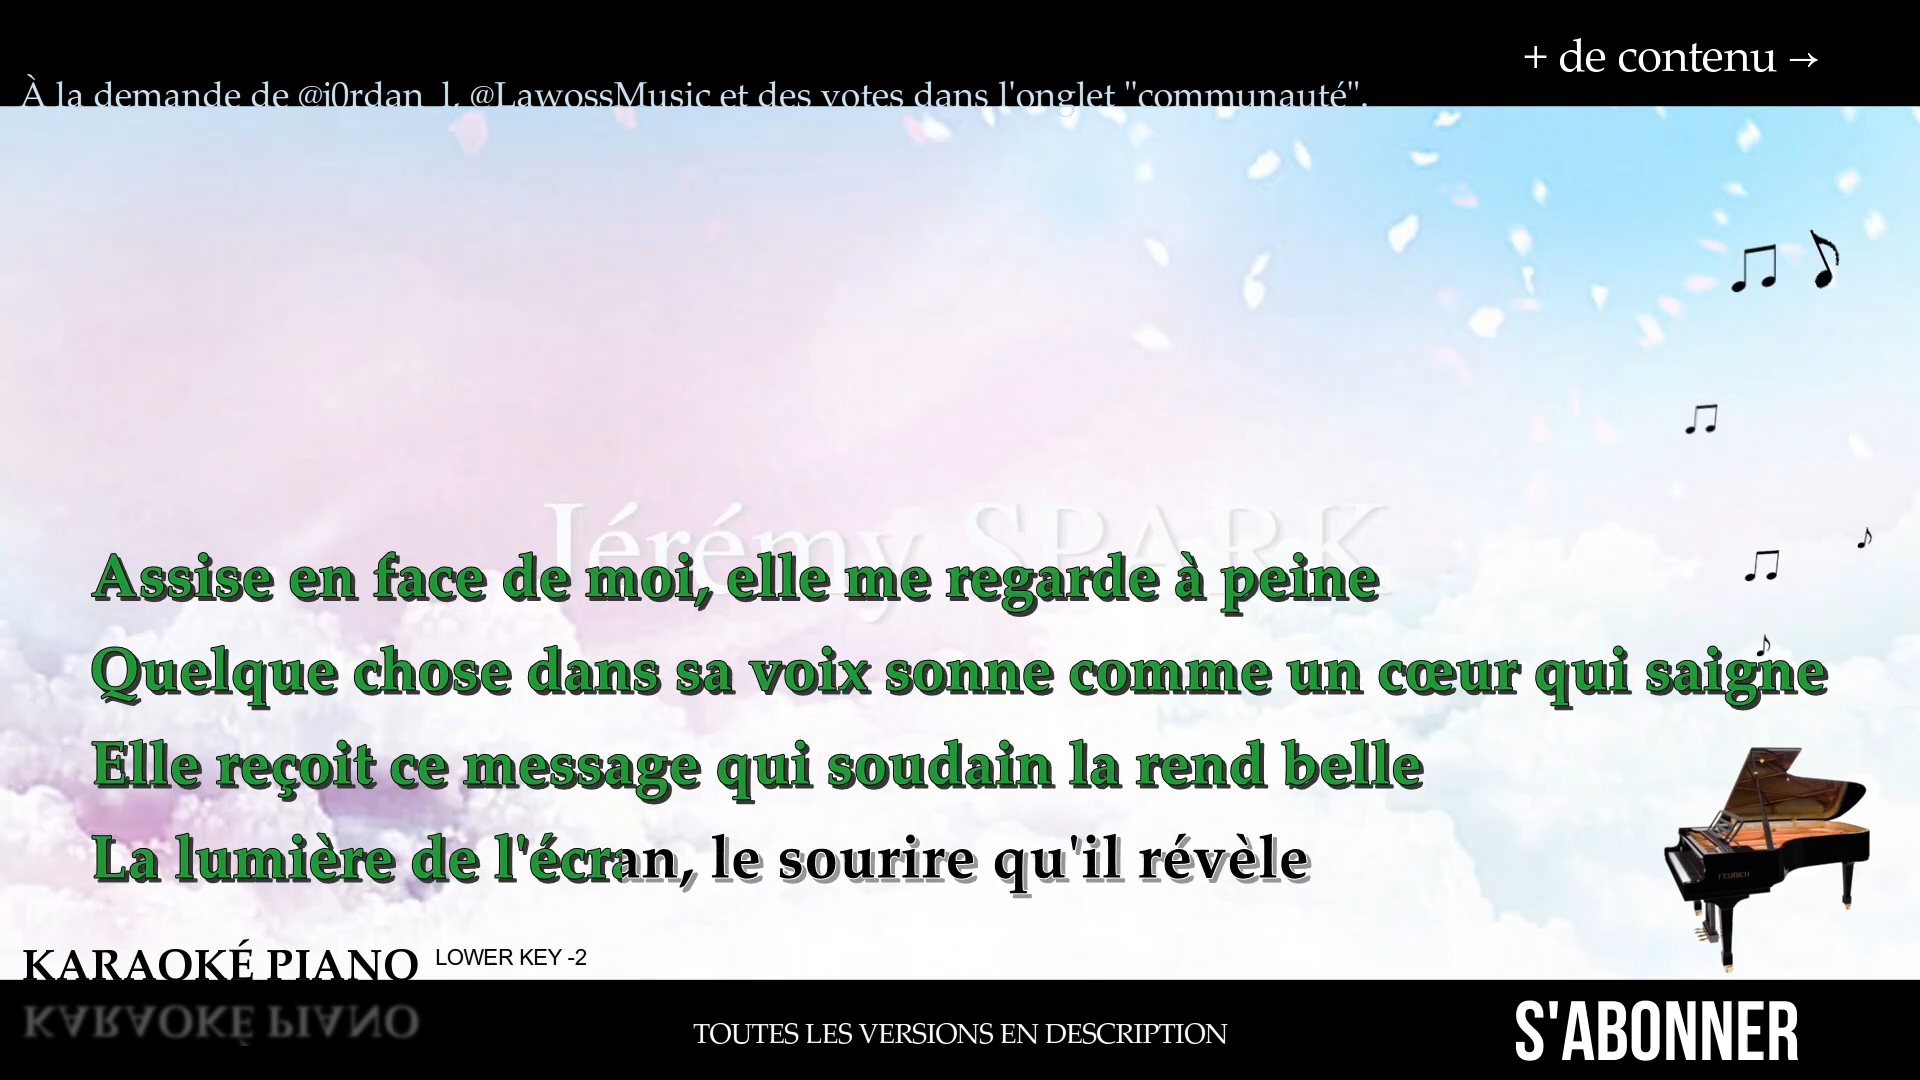 + de contenu →
À la demande de @i0rdan_l, @LawossMusic et des votes dans l'onglet "communauté".
Jérémy SPARK
Assise en face de moi, elle me regarde à peine
Quelque chose dans sa voix sonne comme un cœur qui saigne
Elle reçoit ce message qui soudain la rend belle
La lumière de l'écran, le sourire qu'il révèle
FEURICH
KARAOKÉ PIANO LOWER KEY -2
KARAOKÉ PIANO
TOUTES LES VERSIONS EN DESCRIPTION
S'ABONNER